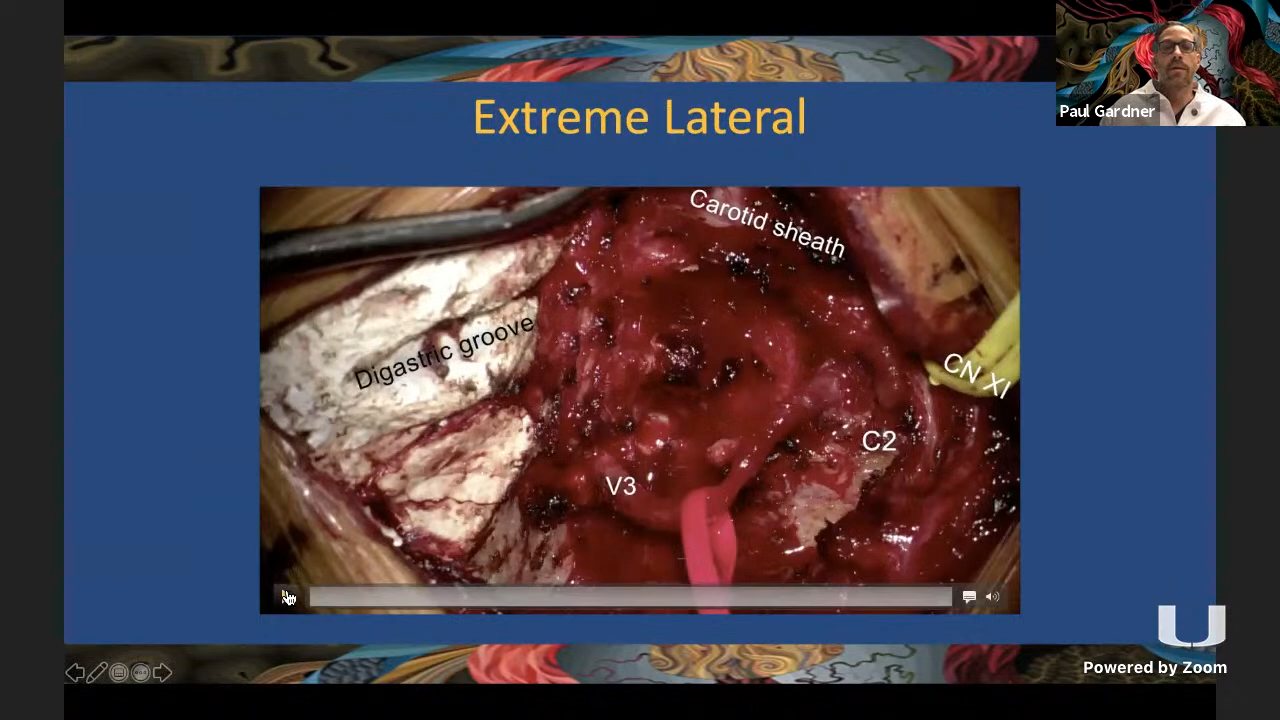 Extreme Lateral
Paul Gardner
Carotid sheath
Digastric groove
CN XI
C2
V3
U
Powered by Zoom